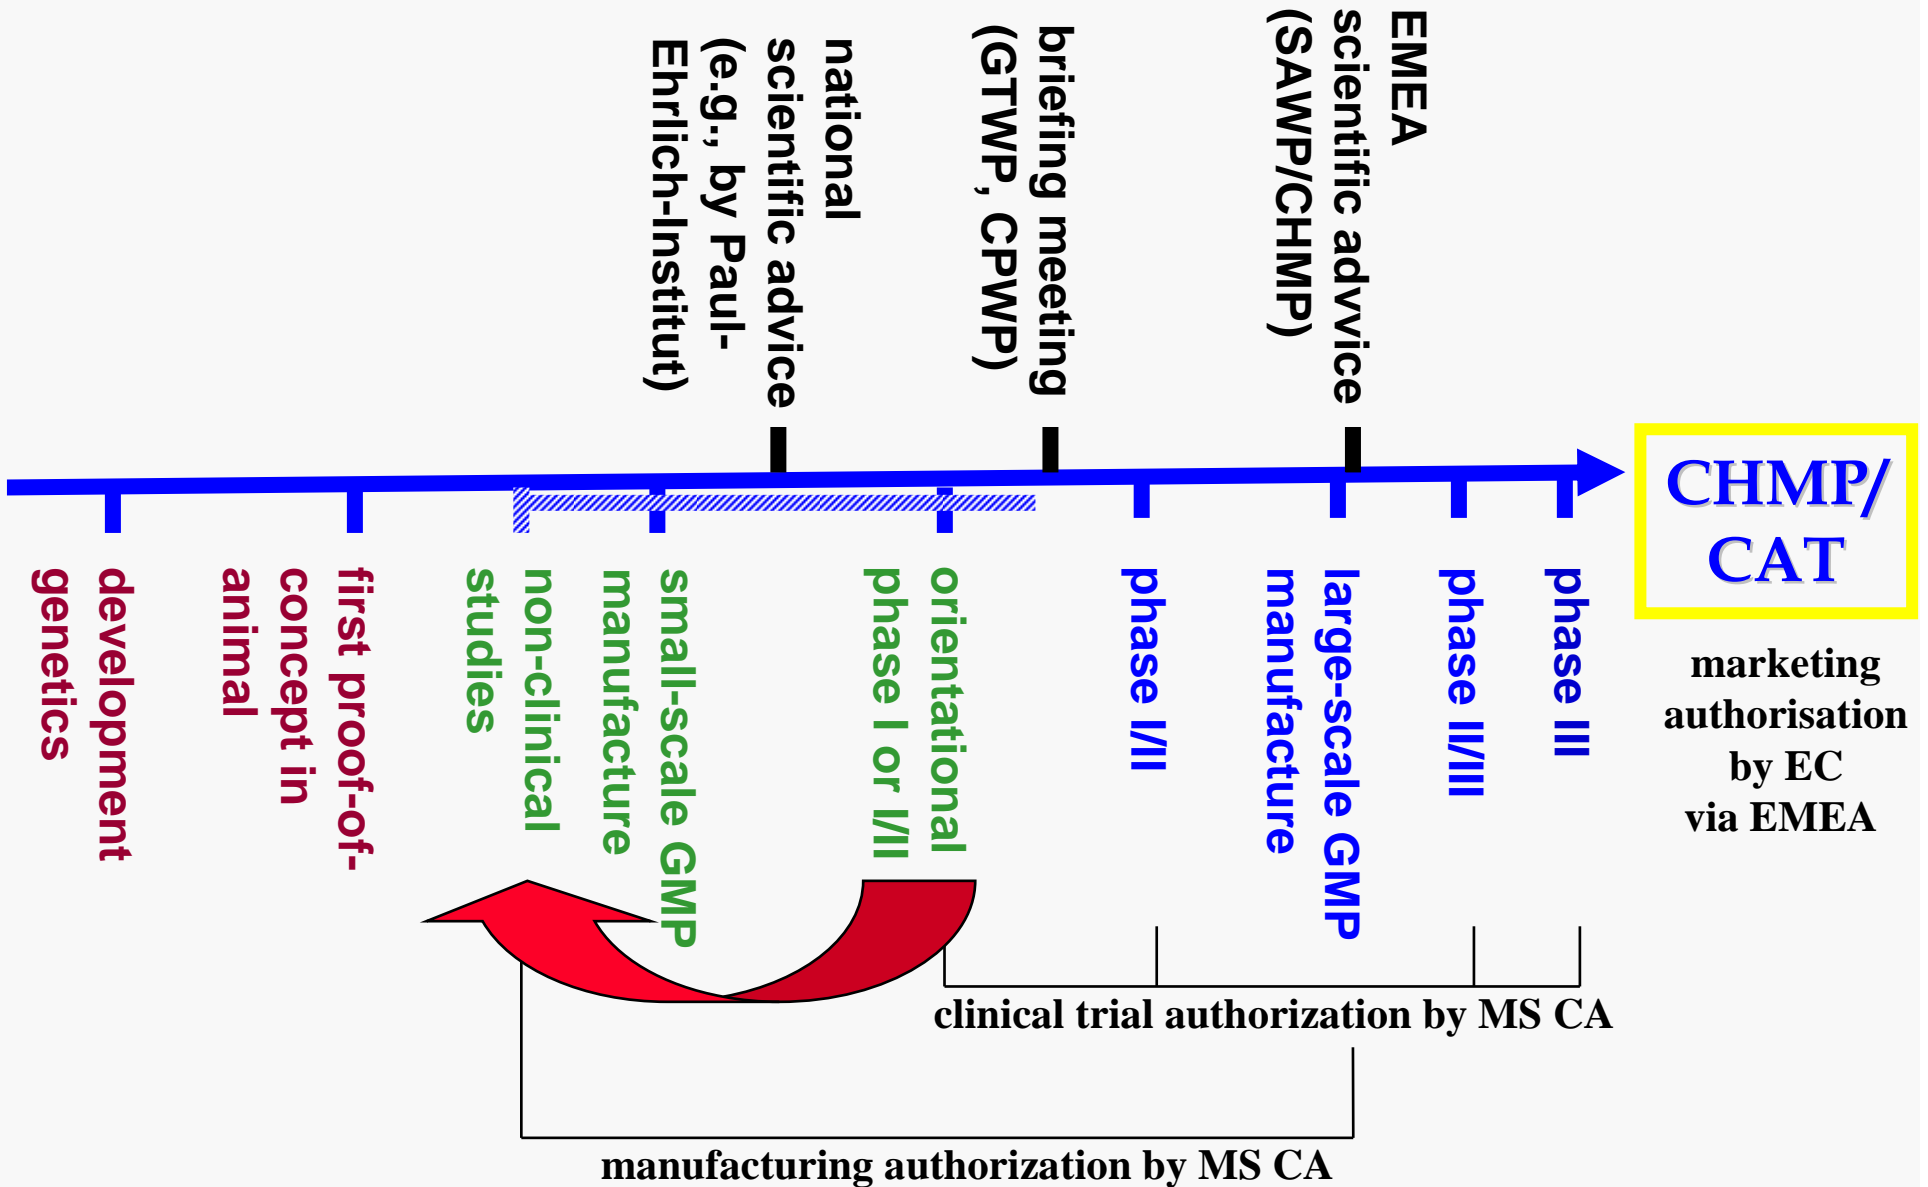 national
scientific advice
(e.g., by Paul-
Ehrlich-Institut)
briefing meeting
(GTWP, CPWP)
EMEA
scientific advvice
(SAWP/CHMP)
CHMP/
CAT
marketing
authorisation
by EC
via EMEA
development
genetics
first proof-of-
concept in
animal
non-clinical
studies
small-scale GMP
manufacture
orientational
phase I or I/II
phase I/II
large-scale GMP
manufacture
phase II/III
phase III
clinical trial authorization by MS CA
manufacturing authorization by MS CA